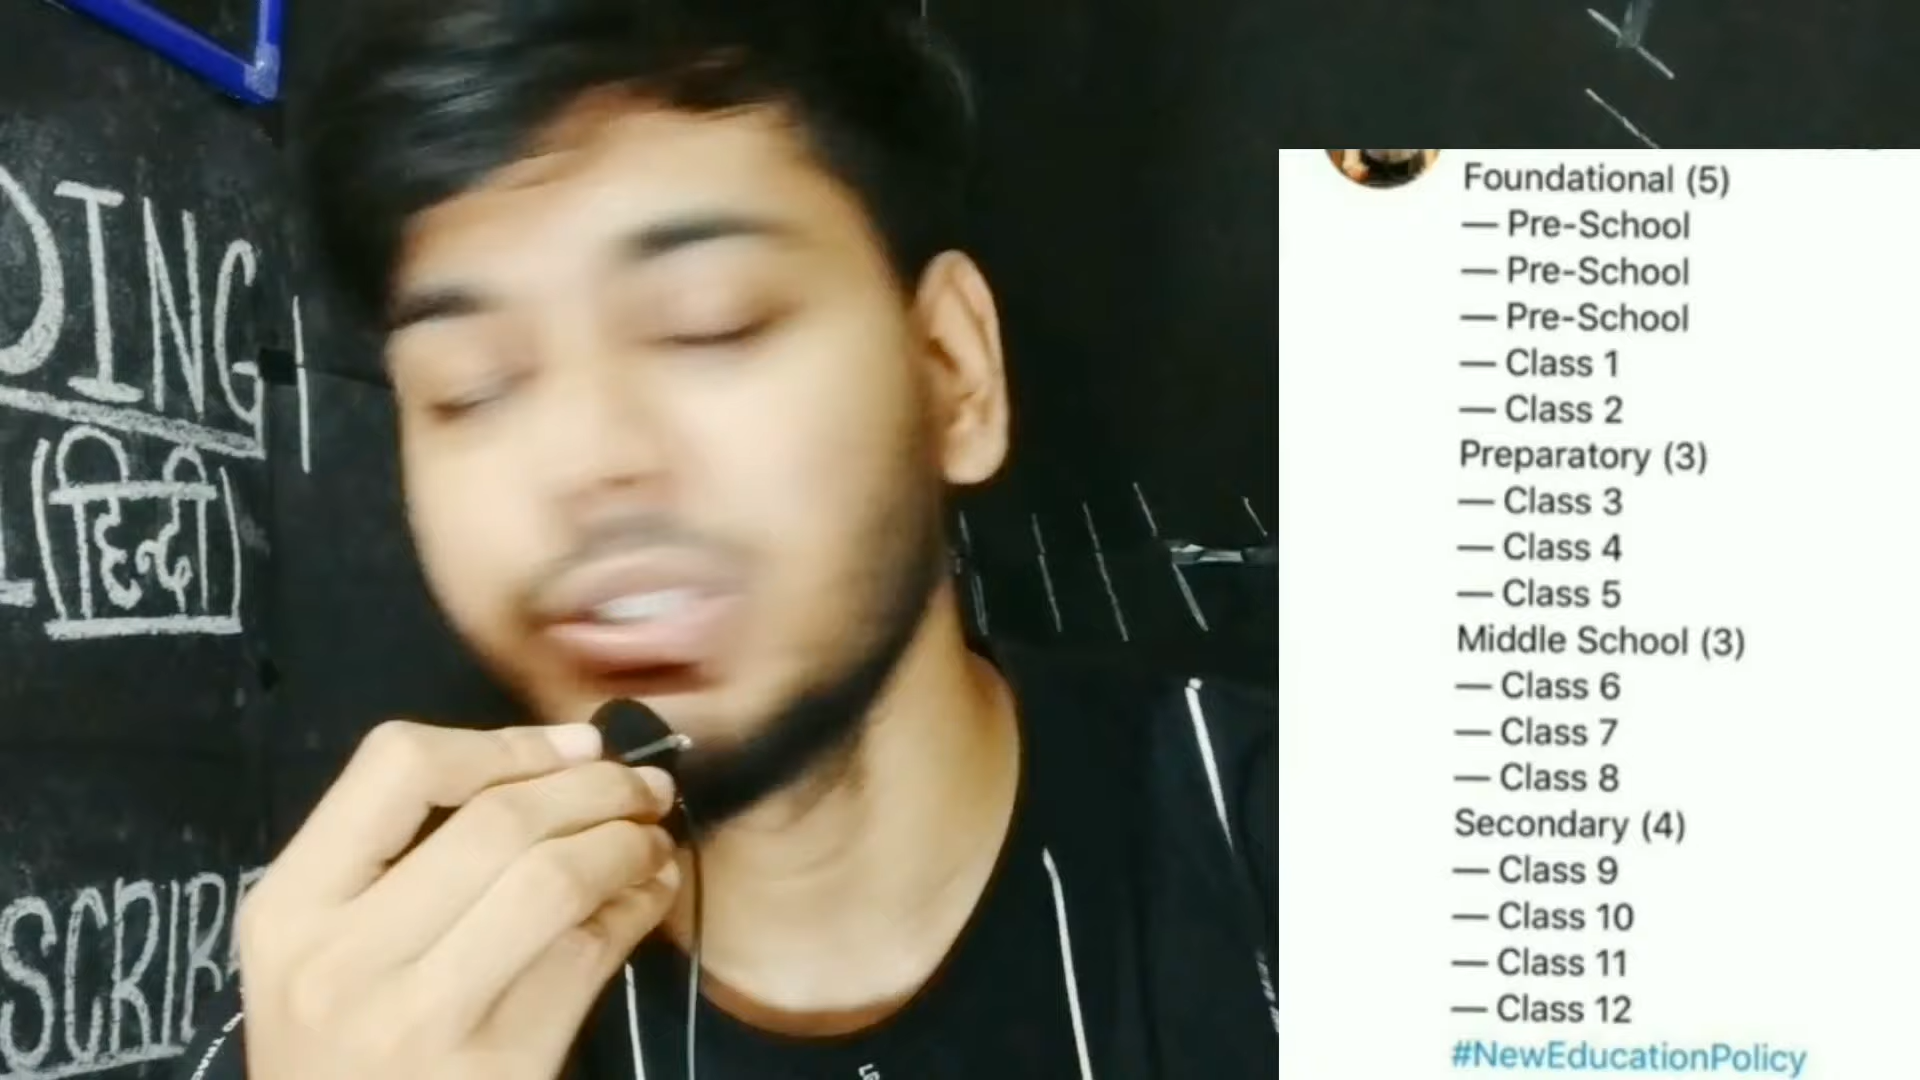 DING
(हिन्दी)
SCRIB
Foundational (5)
— Pre-School
— Pre-School
— Pre-School
— Class 1
— Class 2
Preparatory (3)
— Class 3
— Class 4
— Class 5
Middle School (3)
— Class 6
— Class 7
— Class 8
Secondary (4)
— Class 9
— Class 10
— Class 11
— Class 12
#NewEducationPolicy